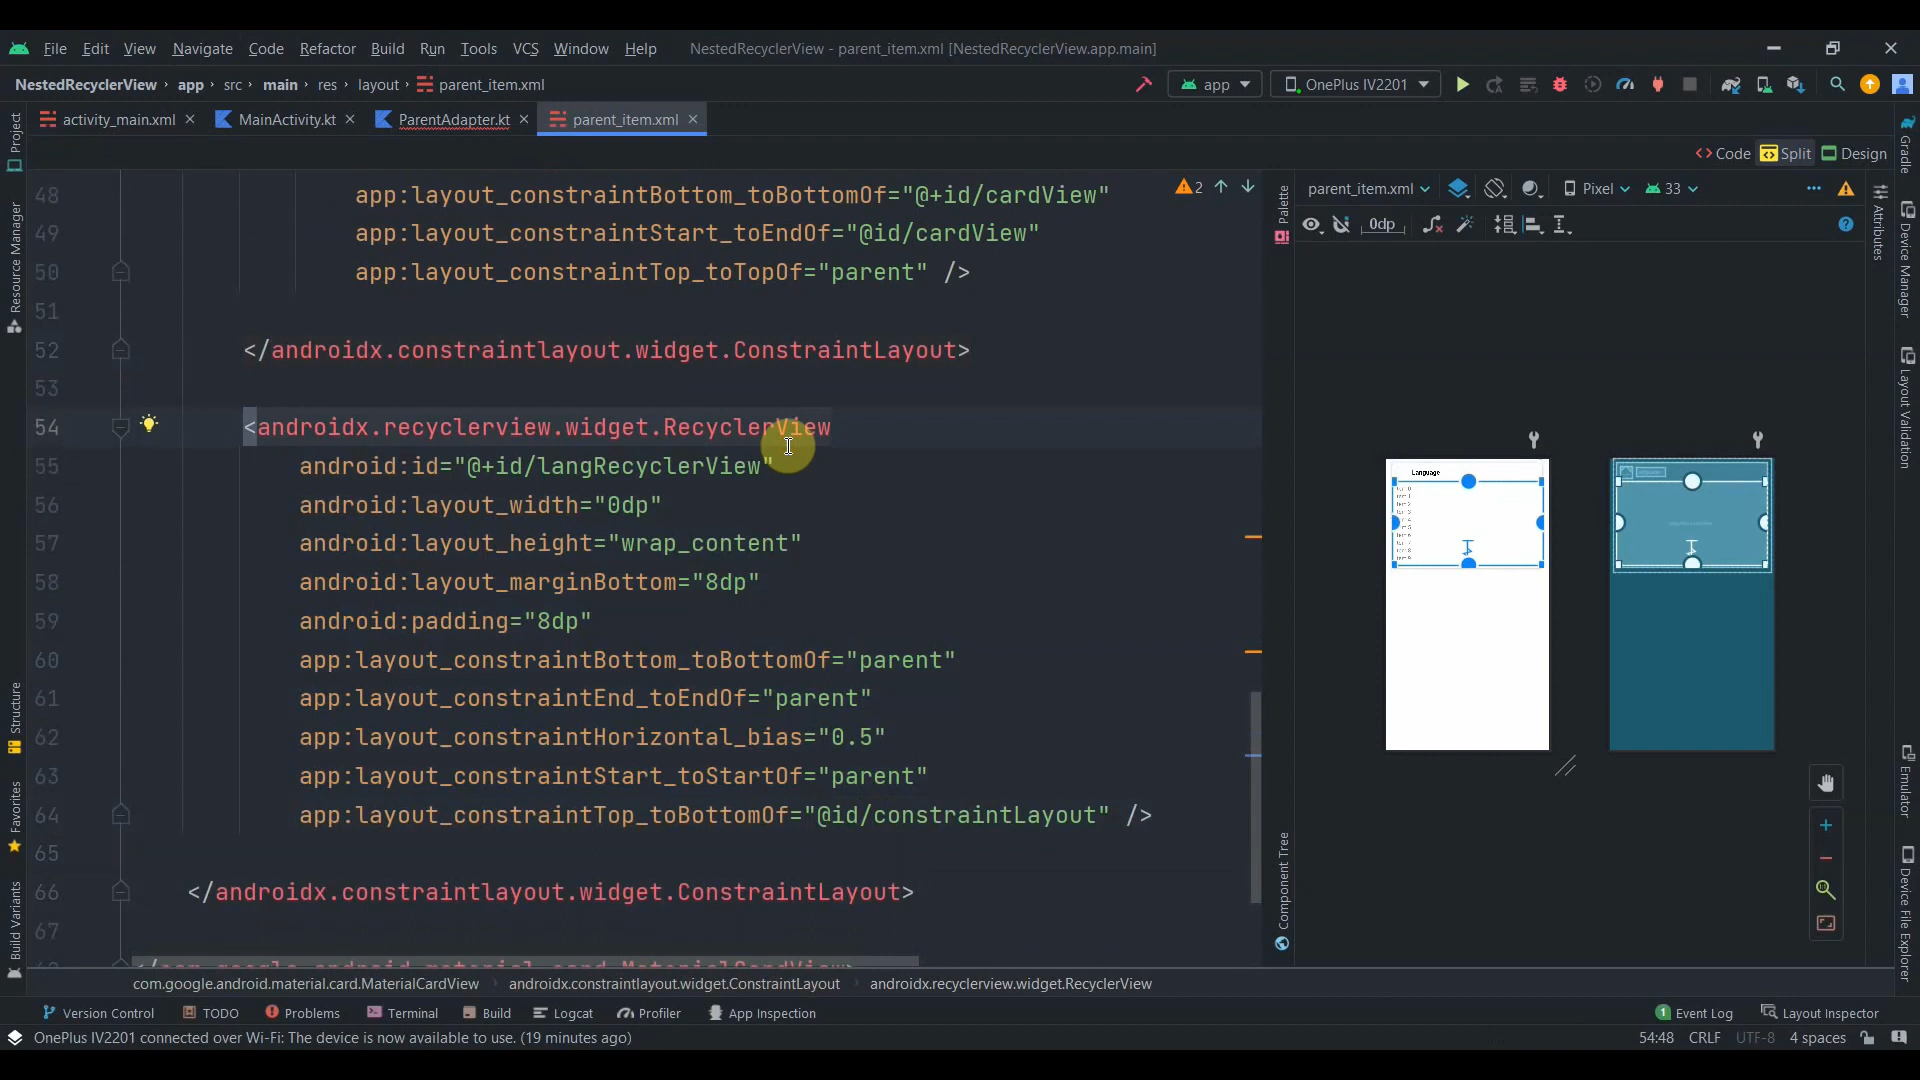 File Edit View Navigate Code Refactor Build Run Tools VCS Window Help NestedRecyclerView - parent_item.xml [NestedRecyclerView.app.main]
NestedRecyclerView › app › src › main › res › layout › parent_item.xml
app
OnePlus IV2201
activity_main.xml
MainActivity.kt
ParentAdapter.kt
parent_item.xml
Code Split Design
48 app:layout_constraintBottom_toBottomOf="@+id/cardView"
49 app:layout_constraintStart_toEndOf="@id/cardView"
50 app:layout_constraintTop_toTopOf="parent" />
51
52 </androidx.constraintlayout.widget.ConstraintLayout>
53
54 <androidx.recyclerview.widget.RecyclerView
55 android:id="@+id/langRecyclerView"
56 android:layout_width="0dp"
57 android:layout_height="wrap_content"
58 android:layout_marginBottom="8dp"
59 android:padding="8dp"
60 app:layout_constraintBottom_toBottomOf="parent"
61 app:layout_constraintEnd_toEndOf="parent"
62 app:layout_constraintHorizontal_bias="0.5"
63 app:layout_constraintStart_toStartOf="parent"
64 app:layout_constraintTop_toBottomOf="@id/constraintLayout" />
65
66 </androidx.constraintlayout.widget.ConstraintLayout>
67
</com.google.android.material.card.MaterialCardView>
2
parent_item.xml
Pixel
33
0dp
Language
Project
Resource Manager
Structure
Favorites
Build Variants
Palette
Component Tree
Attributes
Gradle
Device Manager
Layout Validation
Emulator
Device File Explorer
com.google.android.material.card.MaterialCardView › androidx.constraintlayout.widget.ConstraintLayout › androidx.recyclerview.widget.RecyclerView
Version Control TODO Problems Terminal Build Logcat Profiler App Inspection
1 Event Log Layout Inspector
OnePlus IV2201 connected over Wi-Fi: The device is now available to use. (19 minutes ago)
54:48 CRLF UTF-8 4 spaces